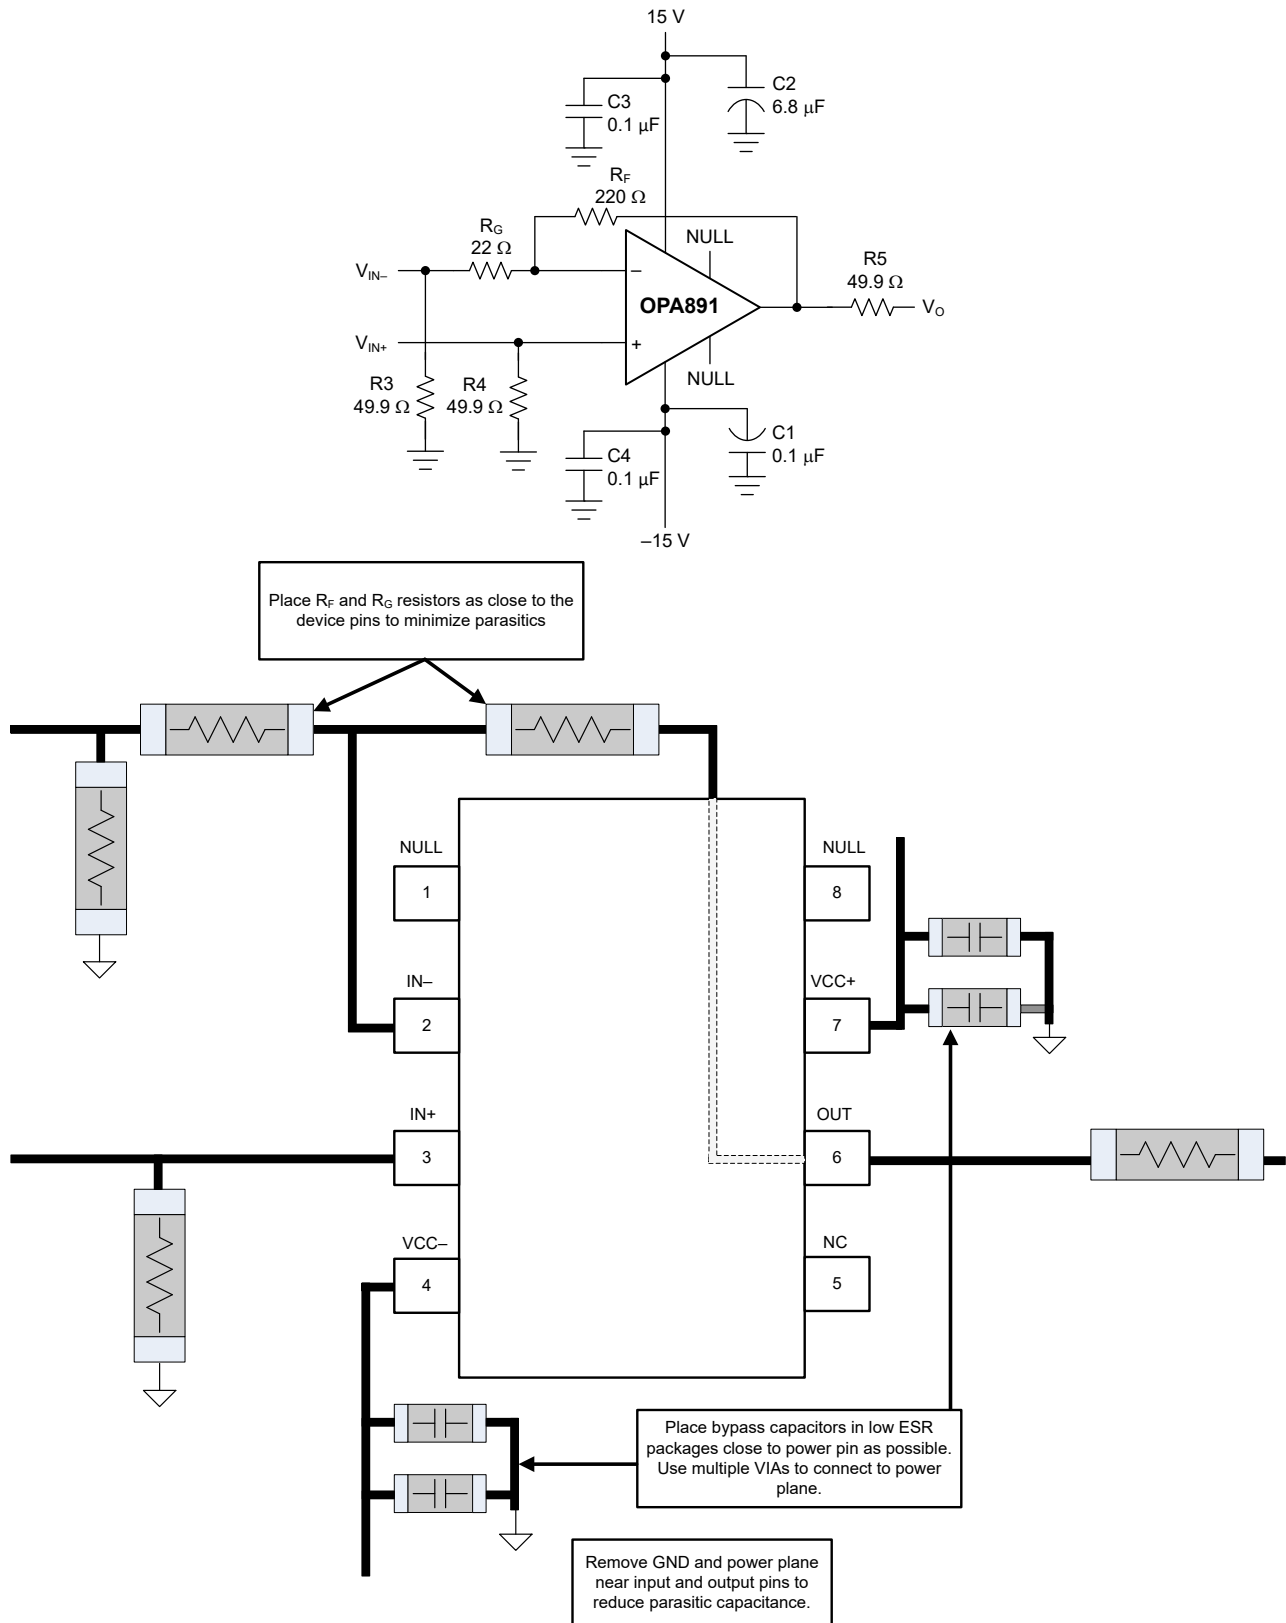 15 V
C2
6.8 µF
C3
0.1 µF
RF
220 Ω
RG
22 Ω
NULL
R5
49.9 Ω
VIN–
–
OPA891
VO
VIN+
+
NULL
R3
49.9 Ω
R4
49.9 Ω
C1
0.1 µF
C4
0.1 µF
–15 V
Place RF and RG resistors as close to the
device pins to minimize parasitics
NULL
1
NULL
8
IN–
2
VCC+
7
IN+
3
OUT
6
VCC–
4
NC
5
Place bypass capacitors in low ESR
packages close to power pin as possible.
Use multiple VIAs to connect to power
plane.
Remove GND and power plane
near input and output pins to
reduce parasitic capacitance.